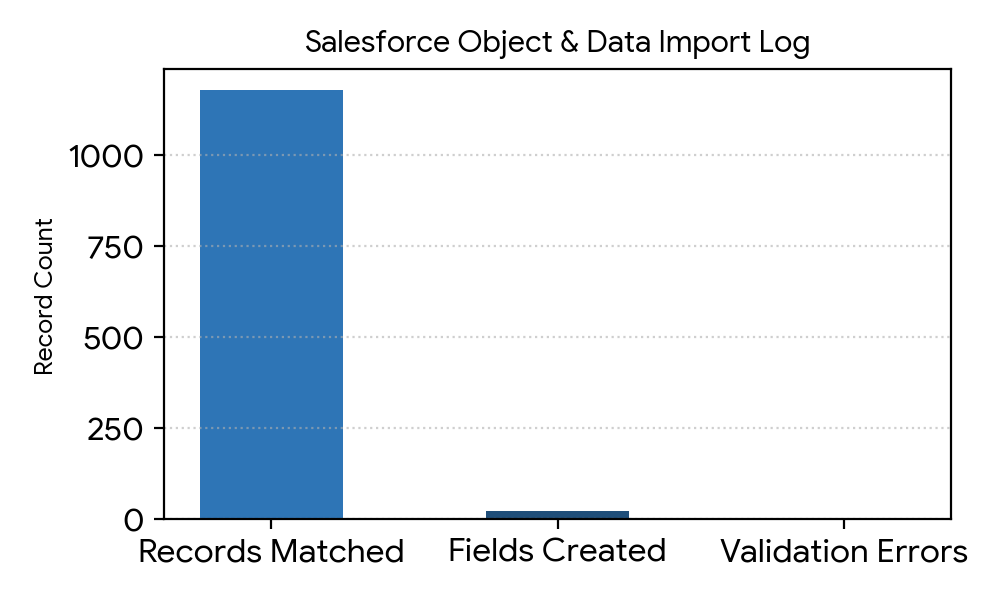 Salesforce Object & Data Import Log
Record Count
1000
750
500
250
0
Records Matched
Fields Created
Validation Errors